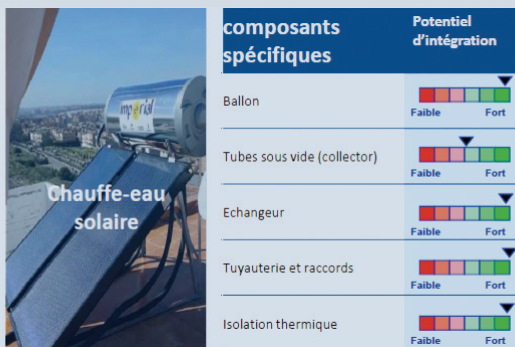 imperial
Chauffe-eau
solaire
composants
spécifiques
Potentiel
d'intégration
Ballon
Faible Fort
Tubes sous vide (collector)
Faible Fort
Echangeur
Faible Fort
Tuyauterie et raccords
Faible Fort
Isolation thermique
Faible Fort